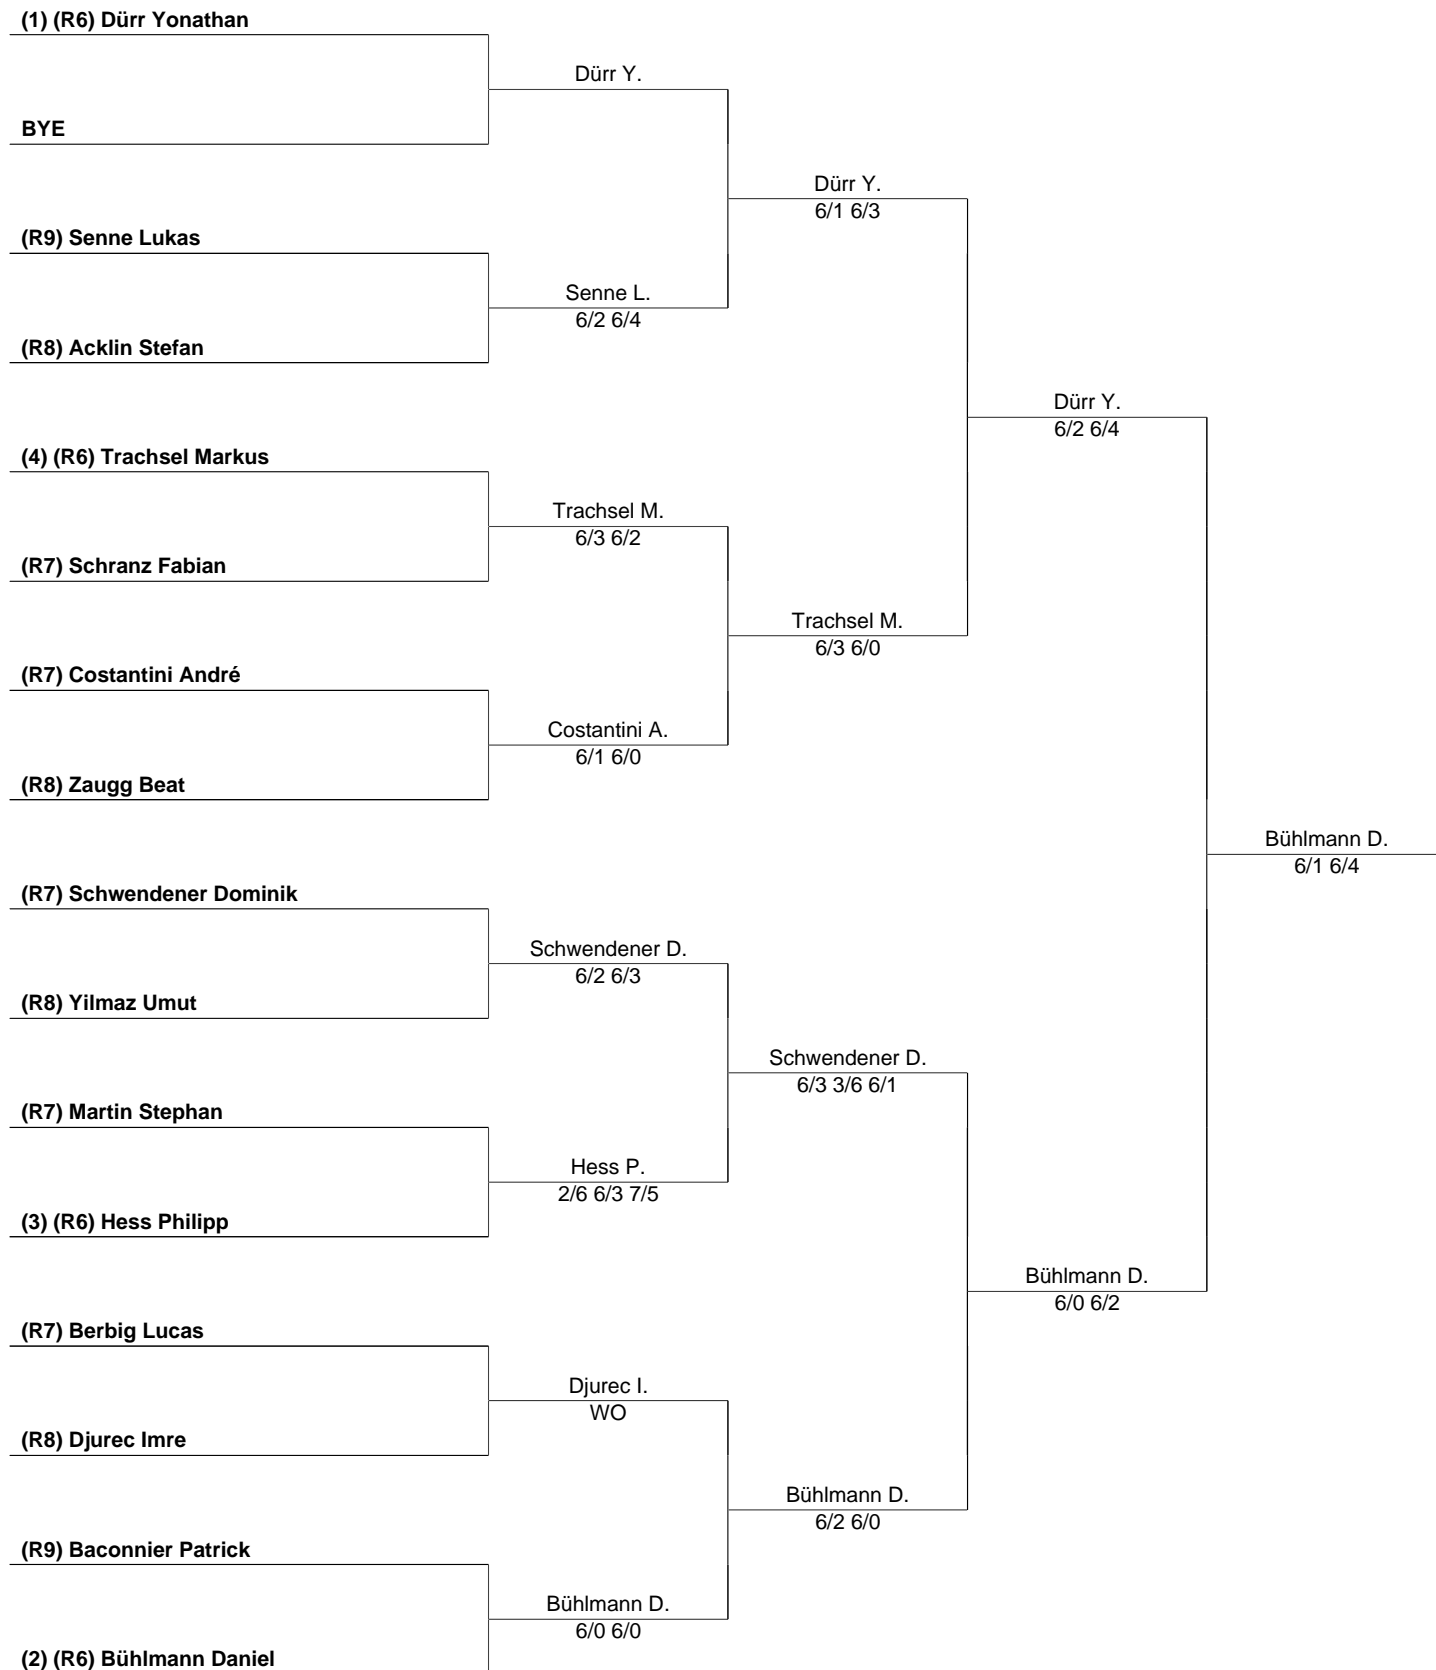 (1) (R6) Dürr Yonathan
Dürr Y.
BYE
Dürr Y.
6/1 6/3
(R9) Senne Lukas
Senne L.
6/2 6/4
(R8) Acklin Stefan
Dürr Y.
6/2 6/4
(4) (R6) Trachsel Markus
Trachsel M.
6/3 6/2
(R7) Schranz Fabian
Trachsel M.
6/3 6/0
(R7) Costantini André
Costantini A.
6/1 6/0
(R8) Zaugg Beat
Bühlmann D.
6/1 6/4
(R7) Schwendener Dominik
Schwendener D.
6/2 6/3
(R8) Yilmaz Umut
Schwendener D.
6/3 3/6 6/1
(R7) Martin Stephan
Hess P.
2/6 6/3 7/5
(3) (R6) Hess Philipp
Bühlmann D.
6/0 6/2
(R7) Berbig Lucas
Djurec I.
WO
(R8) Djurec Imre
Bühlmann D.
6/2 6/0
(R9) Baconnier Patrick
Bühlmann D.
6/0 6/0
(2) (R6) Bühlmann Daniel